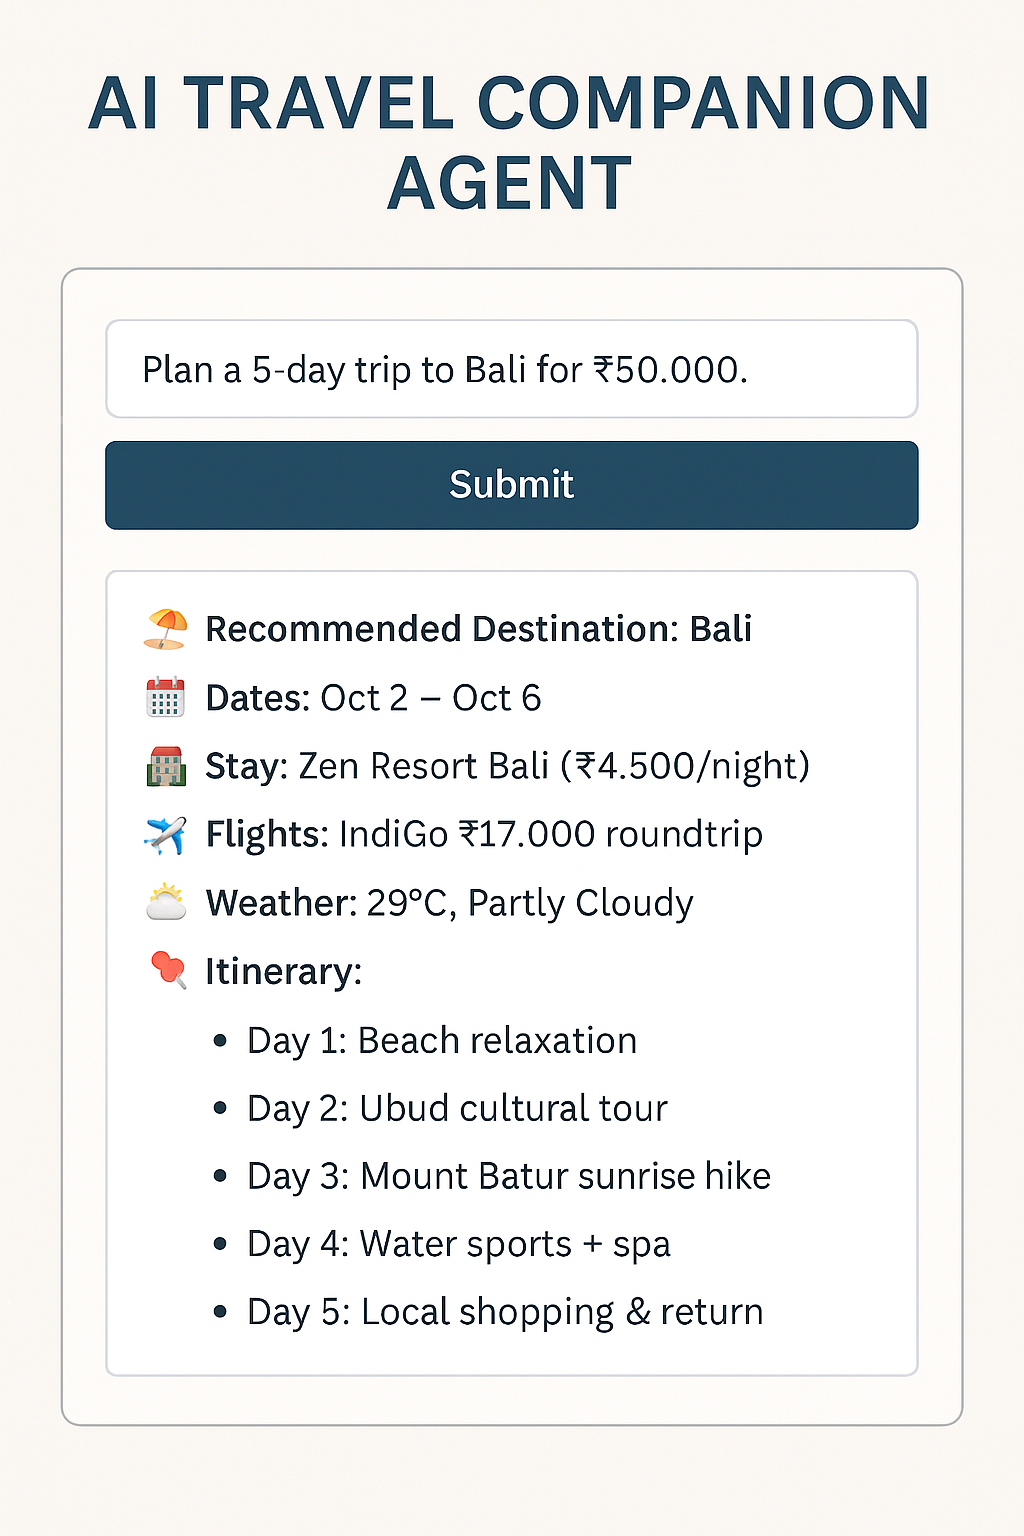 AI TRAVEL COMPANION
AGENT
Plan a 5-day trip to Bali for ₹50.000.
Submit
Recommended Destination: Bali
Dates: Oct 2 – Oct 6
Stay: Zen Resort Bali (₹4.500/night)
Flights: IndiGo ₹17.000 roundtrip
Weather: 29°C, Partly Cloudy
Itinerary:
• Day 1: Beach relaxation
• Day 2: Ubud cultural tour
• Day 3: Mount Batur sunrise hike
• Day 4: Water sports + spa
• Day 5: Local shopping & return